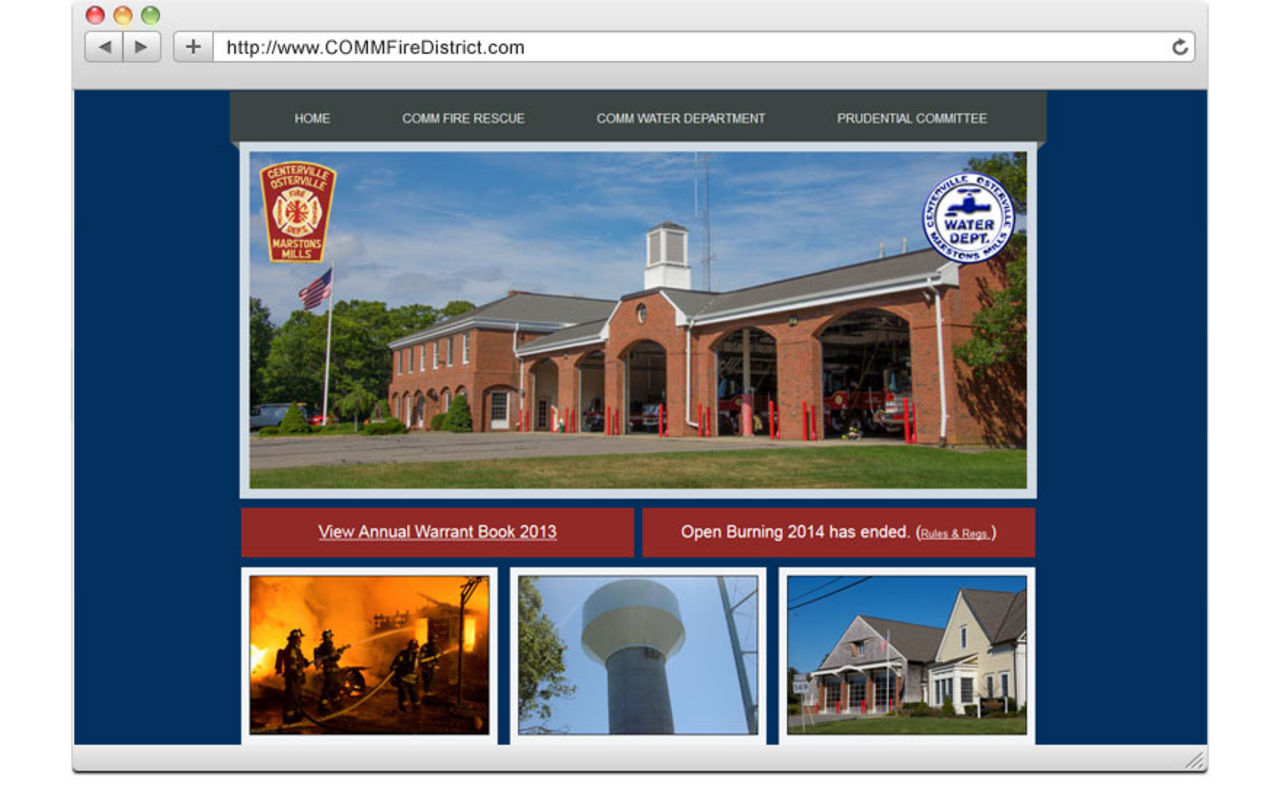 http://www.COMMFireDistrict.com
HOME COMM FIRE RESCUE COMM WATER DEPARTMENT PRUDENTIAL COMMITTEE
CENTERVILLE
OSTERVILLE
FIRE
DEPT.
MARSTONS
MILLS
CENTERVILLE OSTERVILLE
WATER
DEPT.
MARSTONS MILLS
View Annual Warrant Book 2013
Open Burning 2014 has ended. (Rules & Regs.)
149